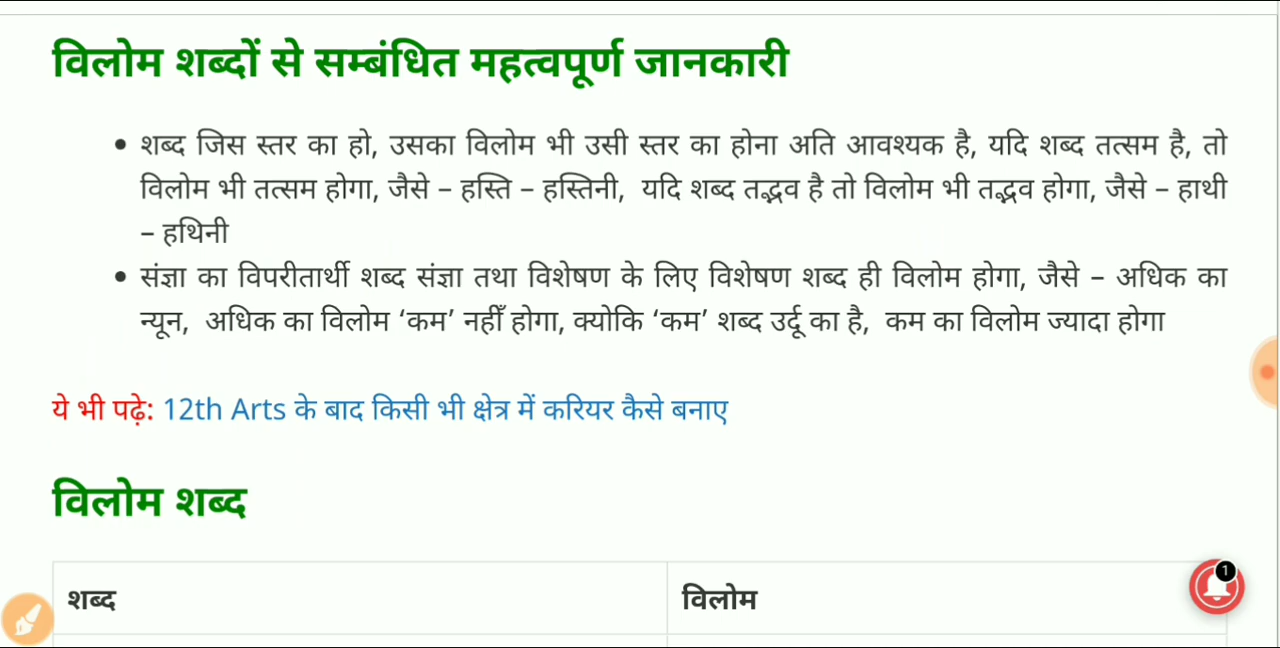 विलोम शब्दों से सम्बंधित महत्वपूर्ण जानकारी
• शब्द जिस स्तर का हो, उसका विलोम भी उसी स्तर का होना अति आवश्यक है, यदि शब्द तत्सम है, तो
विलोम भी तत्सम होगा, जैसे – हस्ति – हस्तिनी, यदि शब्द तद्भव है तो विलोम भी तद्भव होगा, जैसे – हाथी
– हथिनी
• संज्ञा का विपरीतार्थी शब्द संज्ञा तथा विशेषण के लिए विशेषण शब्द ही विलोम होगा, जैसे – अधिक का
न्यून, अधिक का विलोम ‘कम’ नहीँ होगा, क्योकि ‘कम’ शब्द उर्दू का है, कम का विलोम ज्यादा होगा
ये भी पढ़े: 12th Arts के बाद किसी भी क्षेत्र में करियर कैसे बनाए
विलोम शब्द
शब्द विलोम
1